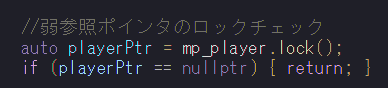 //弱参照ポインタのロックチェック
auto playerPtr = mp_player.lock();
if (playerPtr == nullptr) { return; }